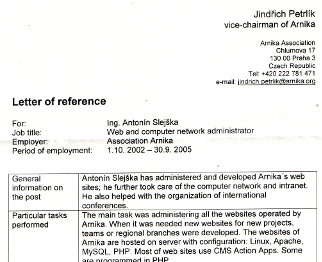 Jindřich Petrlík
vice-chairman of Arnika
Arnika Association
Chlumova 17
130 00 Praha 3
Czech Republic
Tel: +420 222 781 471
e-mail: jindrich.petrlik@arnika.org
Letter of reference
For: Ing. Antonín Slejška
Job title: Web and computer network administrator
Employer: Association Arnika
Period of employment: 1.10. 2002 – 30.9. 2005
General information on the post
Antonín Slejška has administered and developed Arnika´s web
sites; he further took care of the computer network and intranet.
He also helped with the organization of international
conferences.
Particular tasks performed
The main task was administering all the websites operated by
Arnika. When it was needed new websites for new projects,
teams or regional branches were developed. The websites of
Arnika are hosted on server with configuration: Linux, Apache,
MySQL, PHP. Most of web sites use CMS Action Apps. Some
are programmed in PHP